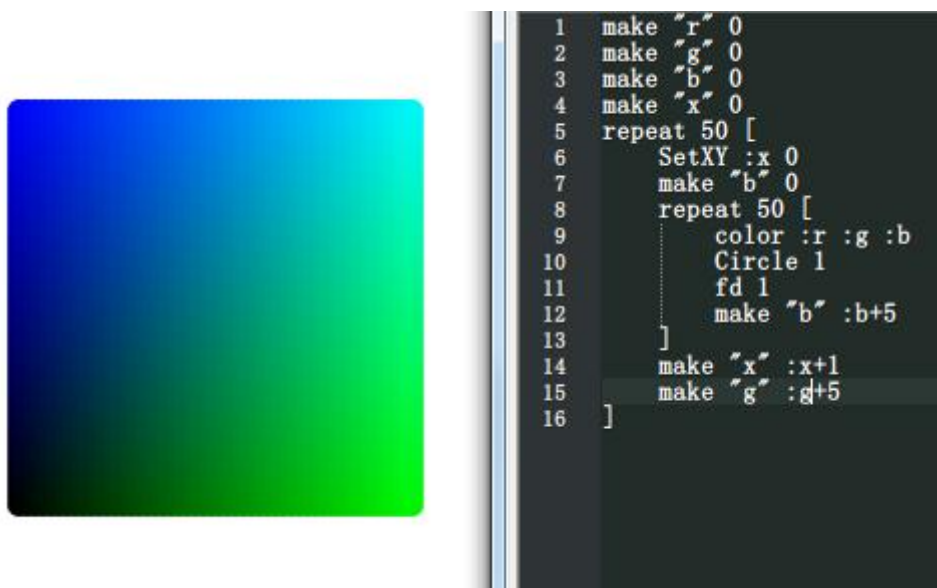 1 make "r" 0
2 make "g" 0
3 make "b" 0
4 make "x" 0
5 repeat 50 [
6 SetXY :x 0
7 make "b" 0
8 repeat 50 [
9 color :r :g :b
10 Circle 1
11 fd 1
12 make "b" :b+5
13 ]
14 make "x" :x+1
15 make "g" :g+5
16 ]